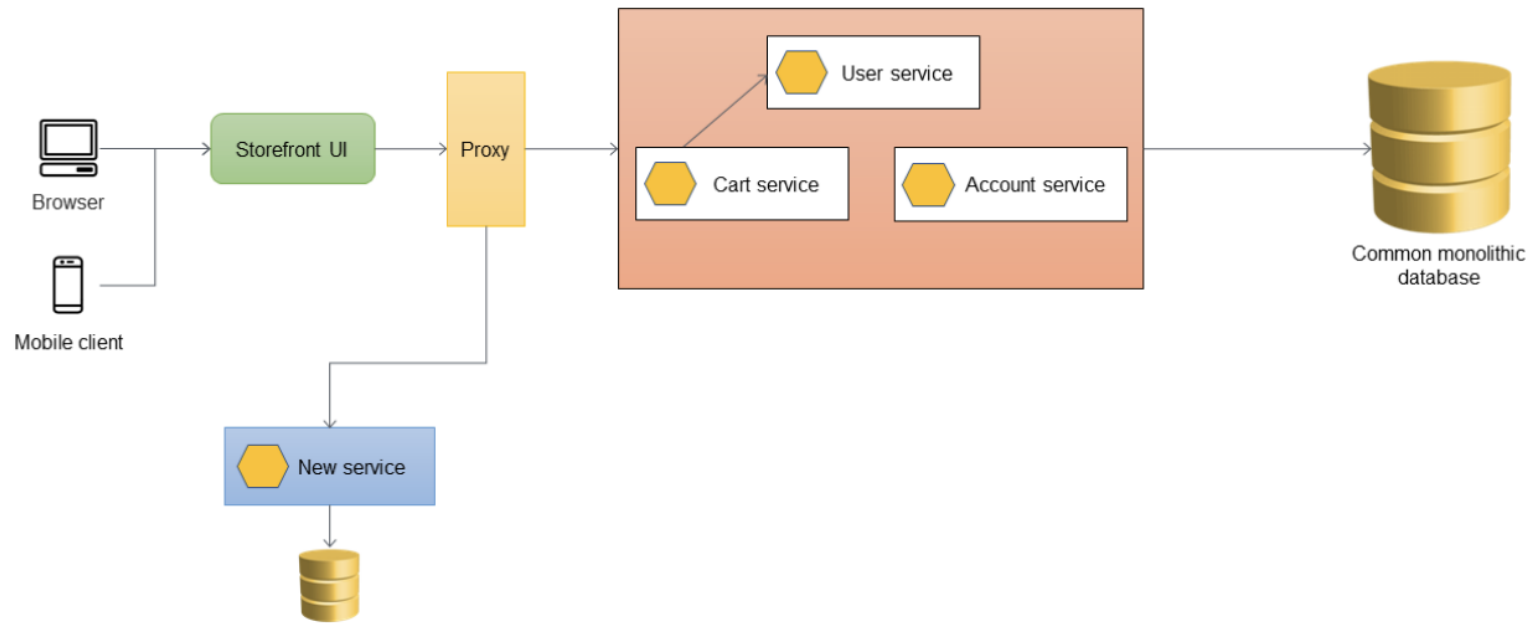 User service
Storefront UI
Proxy
Cart service
Account service
Browser
Common monolithic
database
Mobile client
New service